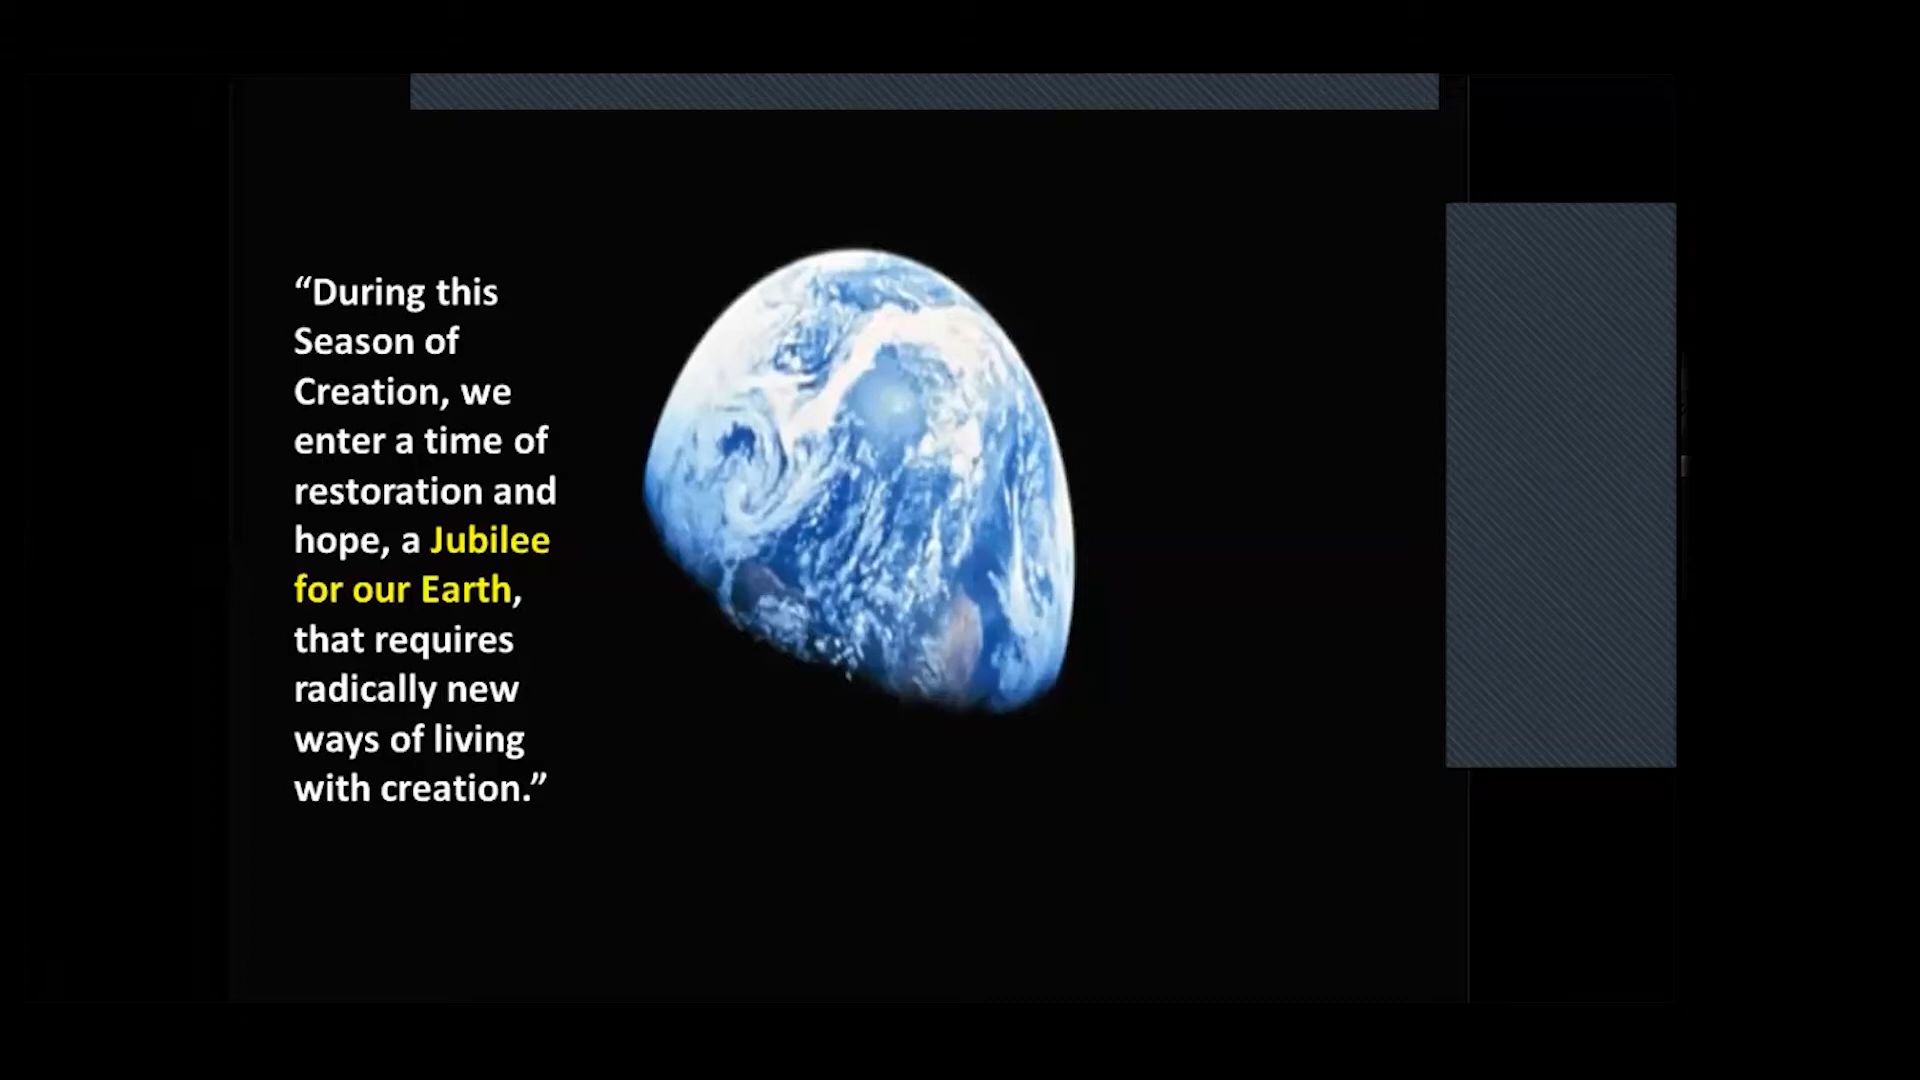 “During this
Season of
Creation, we
enter a time of
restoration and
hope, a Jubilee
for our Earth,
that requires
radically new
ways of living
with creation.”